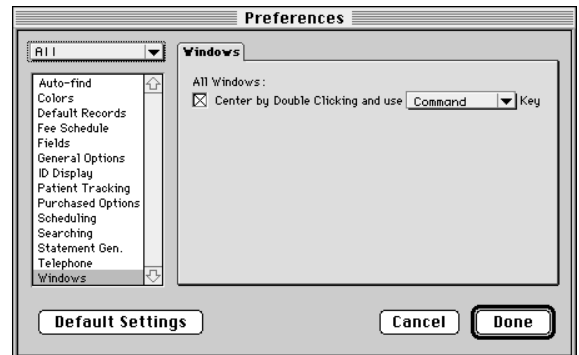 Preferences
All
Windows
Auto-find
Colors
Default Records
Fee Schedule
Fields
General Options
ID Display
Patient Tracking
Purchased Options
Scheduling
Searching
Statement Gen.
Telephone
Windows
All Windows:
Center by Double Clicking and use Command Key
Default Settings
Cancel
Done